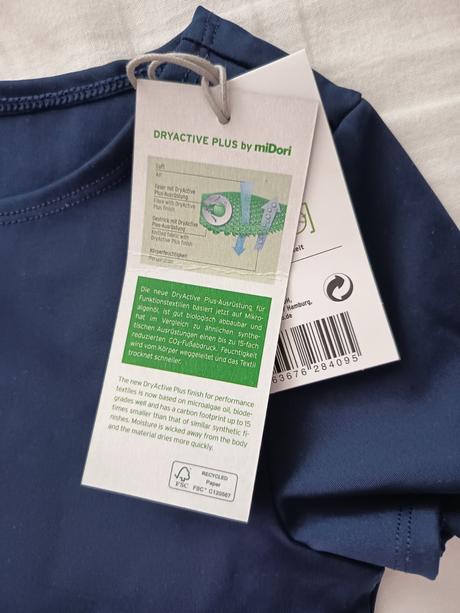 DRYACTIVE PLUS by miDori
Luft
Air
Faser mit DryActive
Plus-Ausrüstung
Fibre with DryActive
Plus finish
Gestrick mit DryActive
Plus-Ausrüstung
Knitted fabric with
DryActive Plus finish
Körperfeuchtigkeit
Perspiration
Die neue DryActive Plus-Ausrüstung für
Funktionstextilien basiert jetzt auf Mikro-
algenöl, ist gut biologisch abbaubar und
hat im Vergleich zu ähnlichen synthe-
tischen Ausrüstungen einen bis zu 15-fach
reduzierten CO₂-Fußabdruck. Feuchtigkeit
wird vom Körper weggeleitet und das Textil
trocknet schneller.
The new DryActive Plus finish for performance
textiles is now based on microalgae oil, biode-
grades well and has a carbon footprint up to 15
times smaller than that of similar synthetic fi-
nishes. Moisture is wicked away from the body
and the material dries more quickly.
FSC
RECYCLED
Paper
FSC™ C120567
eit
H,
Hamburg,
63676 284095